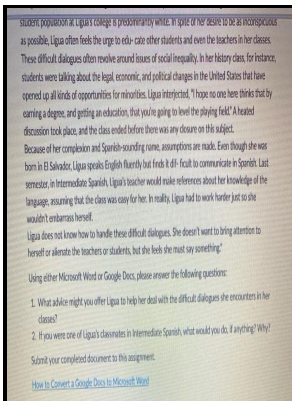 student population at Ligua's college is predominantly white. In spite of her desire to be as inconspicuous
as possible, Ligua often feels the urge to edu- cate other students and even the teachers in her classes.
These difficult dialogues often revolve around issues of social inequality. In her history class, for instance,
students were talking about the legal, economic, and political changes in the United States that have
opened up all kinds of opportunities for minorities. Ligua interjected, "I hope no one here thinks that by
earning a degree, and getting an education, that you're going to level the playing field." A heated
discussion took place, and the class ended before there was any closure on this subject.
Because of her complexion and Spanish-sounding name, assumptions are made. Even though she was
born in El Salvador, Ligua speaks English fluently but finds it dif- ficult to communicate in Spanish. Last
semester, in Intermediate Spanish, Ligua's teacher would make references about her knowledge of the
language, assuming that the class was easy for her. In reality, Ligua had to work harder just so she
wouldn't embarrass herself.
Ligua does not know how to handle these difficult dialogues. She doesn't want to bring attention to
herself or alienate the teachers or students, but she feels she must say something."
Using either Microsoft Word or Google Docs, please answer the following questions:
1. What advice might you offer Ligua to help her deal with the difficult dialogues she encounters in her
classes?
2. If you were one of Ligua's classmates in Intermediate Spanish, what would you do, if anything? Why?
Submit your completed document to this assignment.
How to Convert a Google Docs to Microsoft Word